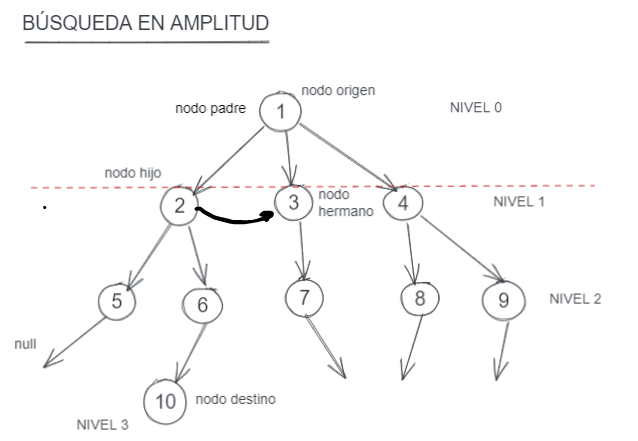 BÚSQUEDA EN AMPLITUD
nodo origen
nodo padre
1
NIVEL 0
nodo hijo
2
3
nodo
hermano
4
NIVEL 1
5
6
7
8
9
NIVEL 2
null
10
nodo destino
NIVEL 3